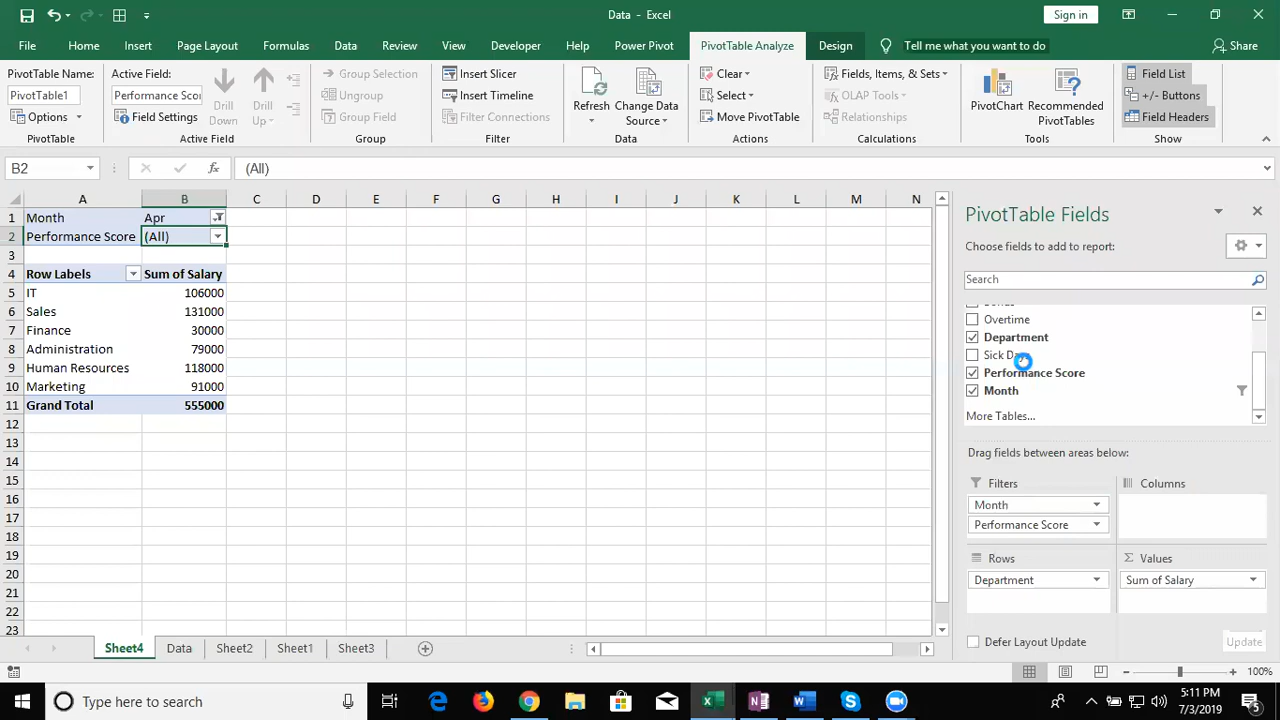 Data - Excel
Sign in
File Home Insert Page Layout Formulas Data Review View Developer Help Power Pivot PivotTable Analyze Design Tell me what you want to do Share
PivotTable Name:
PivotTable1
Options
PivotTable
Active Field:
Performance Scor
Field Settings
Drill Down
Drill Up
Active Field
Group Selection
Ungroup
Group Field
Group
Insert Slicer
Insert Timeline
Filter Connections
Filter
Refresh
Change Data Source
Data
Clear
Select
Move PivotTable
Actions
Fields, Items, & Sets
OLAP Tools
Relationships
Calculations
PivotChart
Recommended PivotTables
Tools
Field List
+/- Buttons
Field Headers
Show
B2
fx
(All)
A B C D E F G H I J K L M N
1 Month Apr
2 Performance Score (All)
3
4 Row Labels Sum of Salary
5 IT 106000
6 Sales 131000
7 Finance 30000
8 Administration 79000
9 Human Resources 118000
10 Marketing 91000
11 Grand Total 555000
12
13
14
15
16
17
18
19
20
21
22
23
PivotTable Fields
Choose fields to add to report:
Search
Overtime
Department
Sick
Performance Score
Month
More Tables...
Drag fields between areas below:
Filters
Month
Performance Score
Columns
Rows
Department
Σ Values
Sum of Salary
Defer Layout Update
Update
Sheet4 Data Sheet2 Sheet1 Sheet3
100%
Type here to search
5:11 PM
7/3/2019
5